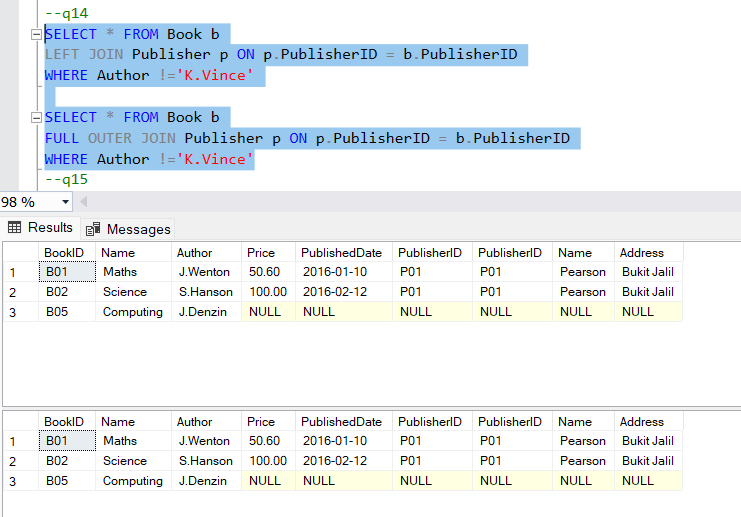 --q14
SELECT * FROM Book b
LEFT JOIN Publisher p ON p.PublisherID = b.PublisherID
WHERE Author !='K.Vince'
SELECT * FROM Book b
FULL OUTER JOIN Publisher p ON p.PublisherID = b.PublisherID
WHERE Author !='K.Vince'
--q15
98 %
Results Messages
BookID Name Author Price PublishedDate PublisherID PublisherID Name Address
1 B01 Maths J.Wenton 50.60 2016-01-10 P01 P01 Pearson Bukit Jalil
2 B02 Science S.Hanson 100.00 2016-02-12 P01 P01 Pearson Bukit Jalil
3 B05 Computing J.Denzin NULL NULL NULL NULL NULL NULL
BookID Name Author Price PublishedDate PublisherID PublisherID Name Address
1 B01 Maths J.Wenton 50.60 2016-01-10 P01 P01 Pearson Bukit Jalil
2 B02 Science S.Hanson 100.00 2016-02-12 P01 P01 Pearson Bukit Jalil
3 B05 Computing J.Denzin NULL NULL NULL NULL NULL NULL